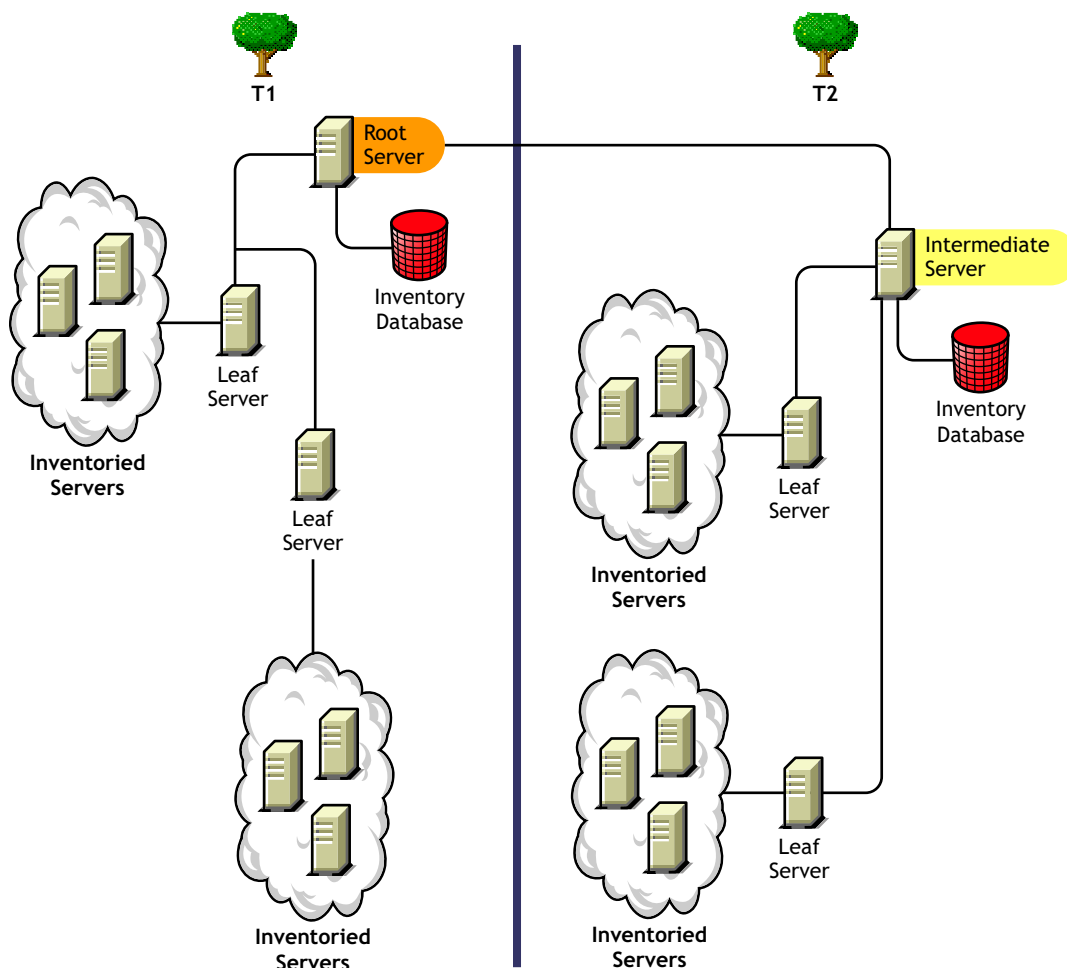 T1
T2
Root
Server
Intermediate
Server
Inventory
Database
Leaf
Server
Inventoried
Servers
Leaf
Server
Inventoried
Servers
Inventory
Database
Leaf
Server
Inventoried
Servers
Leaf
Server
Inventoried
Servers